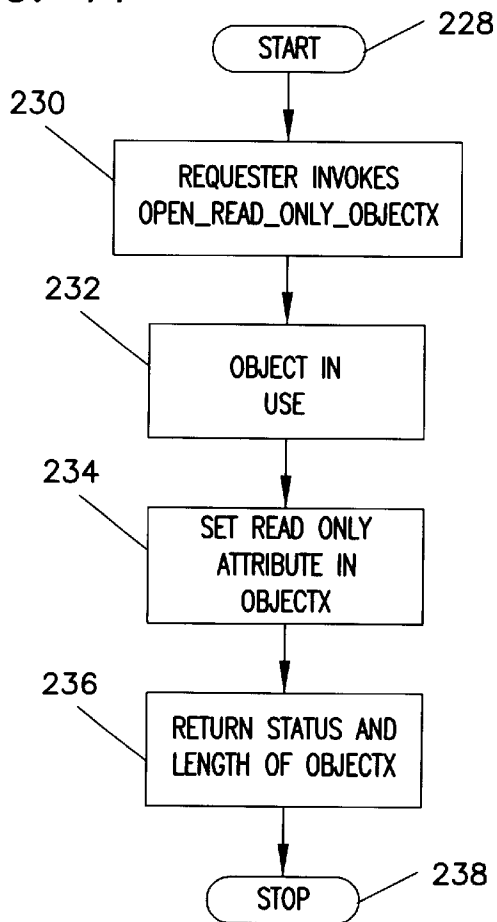 START
228
230
REQUESTER INVOKES
OPEN_READ_ONLY_OBJECTX
232
OBJECT IN
USE
234
SET READ ONLY
ATTRIBUTE IN
OBJECTX
236
RETURN STATUS AND
LENGTH OF OBJECTX
STOP
238